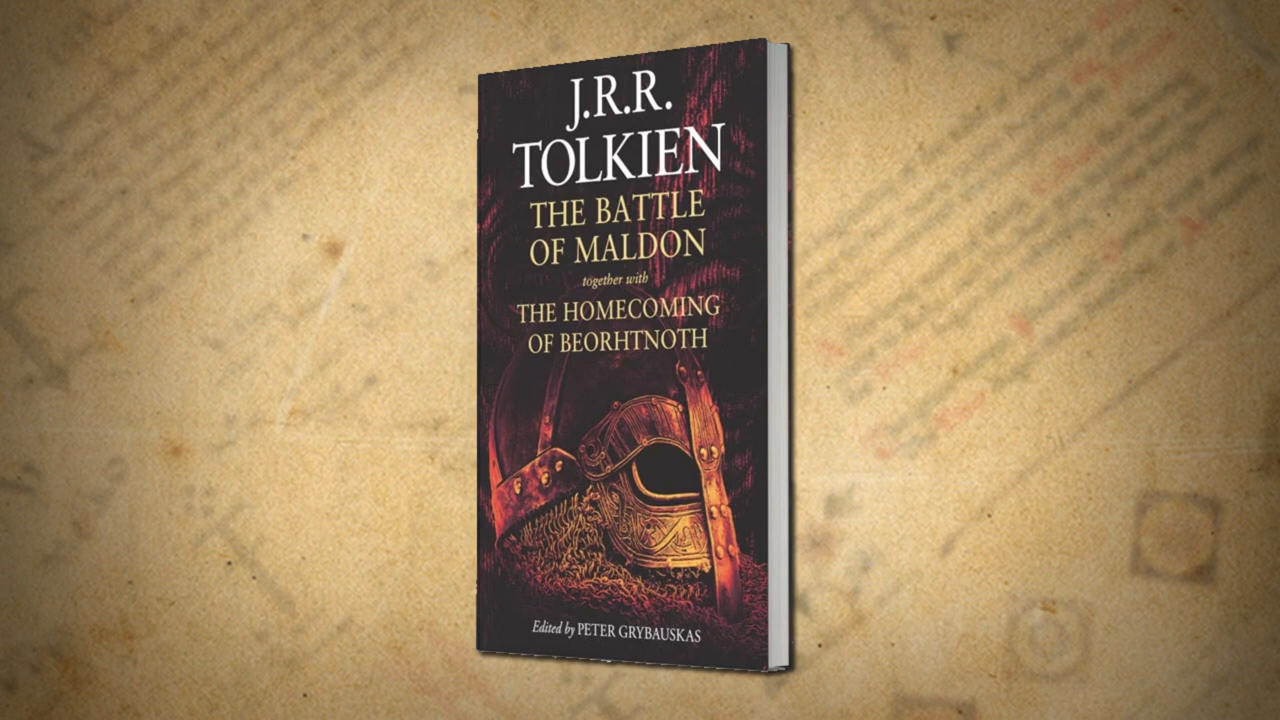 J.R.R.
TOLKIEN
THE BATTLE
OF MALDON
together with
THE HOMECOMING
OF BEORHTNOTH
Edited by PETER GRYBAUSKAS